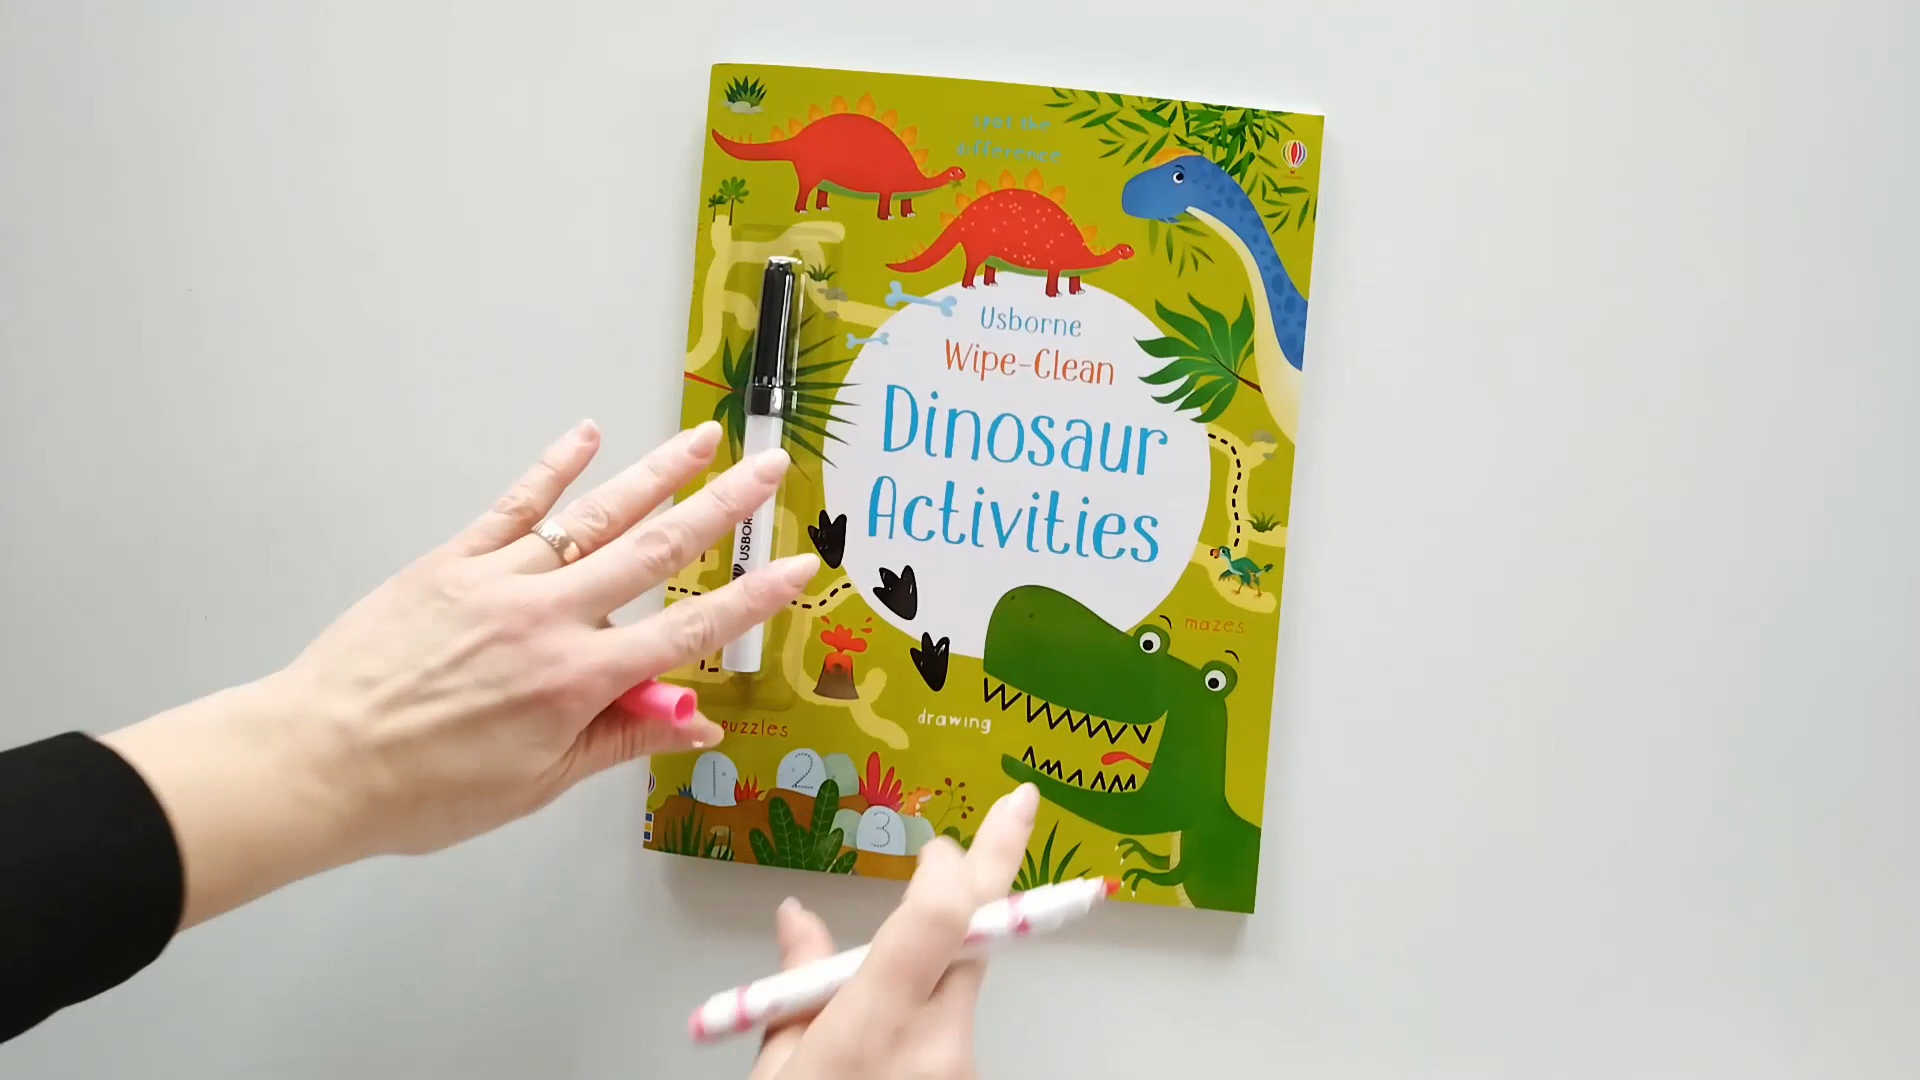 spot the
difference
Usborne
Wipe-Clean
Dinosaur
Activities
USBOR
mazes
drawing
puzzles
1
2
3